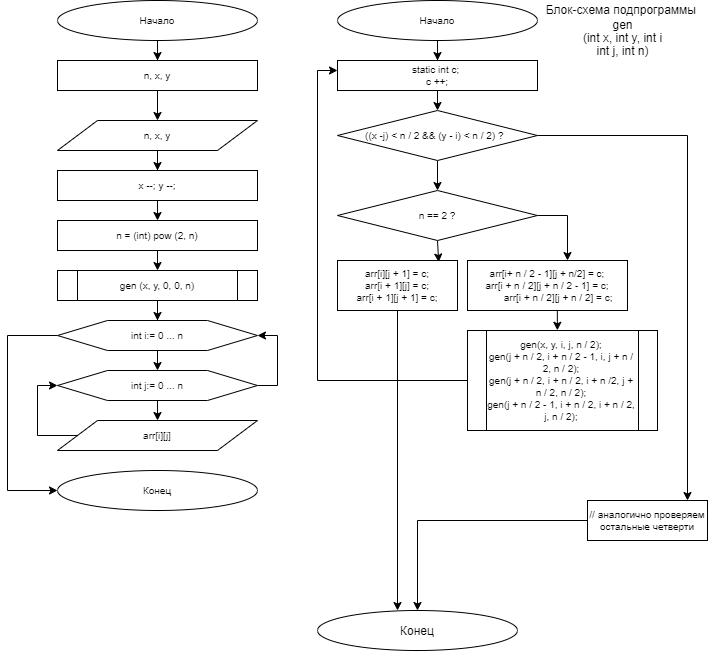 Начало
n, x, y
n, x, y
x --; y --;
n = (int) pow (2, n)
gen (x, y, 0, 0, n)
int i:= 0 ... n
int j:= 0 ... n
arr[i][j]
Конец
Блок-схема подпрограммы
gen
(int x, int y, int i
int j, int n)
Начало
static int c;
c ++;
((x -j) < n / 2 && (y - i) < n / 2) ?
n == 2 ?
arr[i][j + 1] = c;
arr[i + 1][j] = c;
arr[i + 1][j + 1] = c;
arr[i+ n / 2 - 1][j + n/2] = c;
arr[i + n / 2][j + n / 2 - 1] = c;
arr[i + n / 2][j + n / 2] = c;
gen(x, y, i, j, n / 2);
gen(j + n / 2, i + n / 2 - 1, i, j + n /
2, n / 2);
gen(j + n / 2, i + n / 2, i + n /2, j +
n / 2, n / 2);
gen(j + n / 2 - 1, i + n / 2, i + n / 2,
j, n / 2);
// аналогично проверяем
остальные четверти
Конец